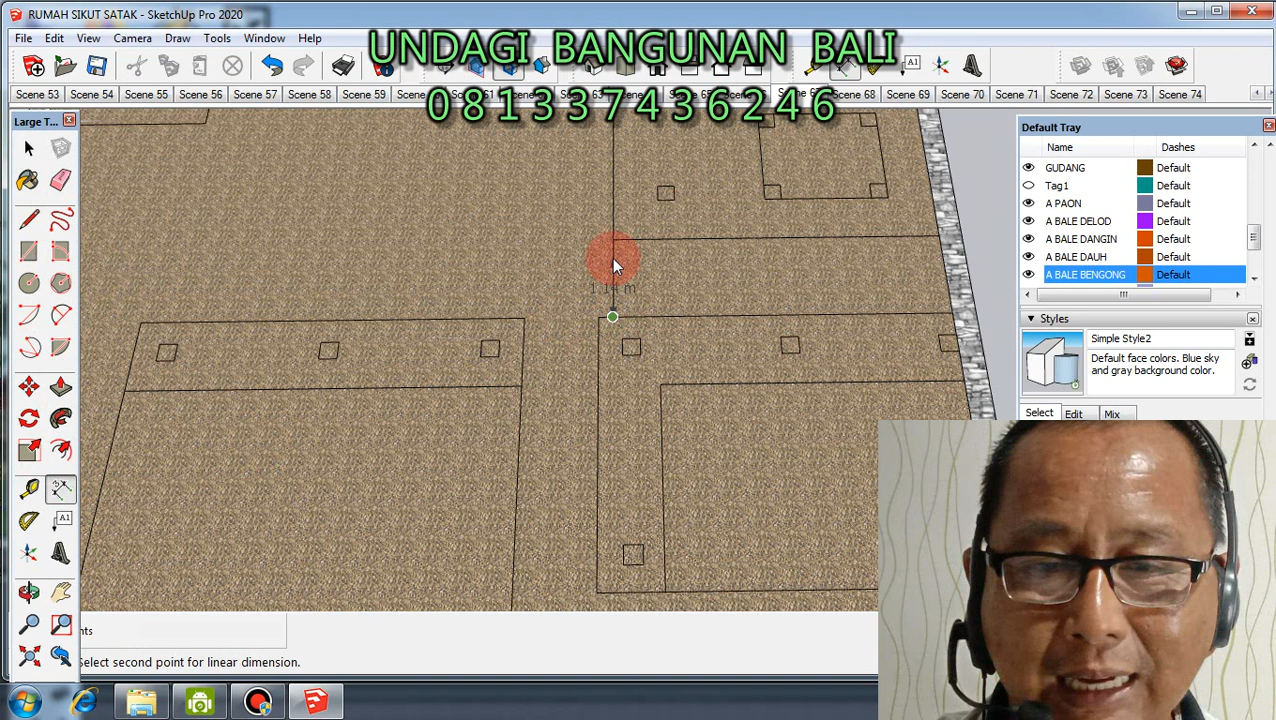 RUMAH SIKUT SATAK - SketchUp Pro 2020
File Edit View Camera Draw Tools Window Help
UNDAGI BANGUNAN BALI
081337436246
Scene 53 Scene 54 Scene 55 Scene 56 Scene 57 Scene 58 Scene 59 68 Scene 69 Scene 70 Scene 71 Scene 72 Scene 73 Scene 74
Large T...
Default Tray
Name Dashes
GUDANG Default
Tag1 Default
A PAON Default
A BALE DELOD Default
A BALE DANGIN Default
A BALE DAUH Default
A BALE BENGONG Default
Styles
Simple Style2
Default face colors. Blue sky
and gray background color.
Select Edit Mix
A1
A1
nts
Select second point for linear dimension.